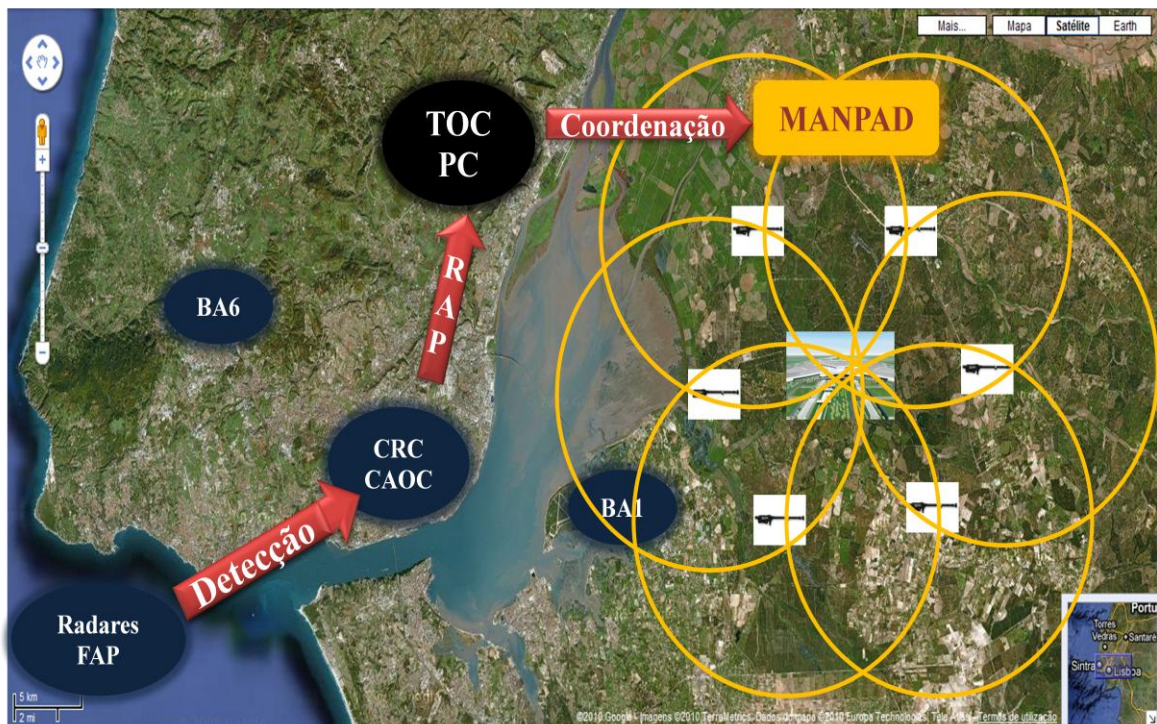 Mais...
Mapa
Satélite
Earth
TOC
PC
Coordenação
MANPAD
RAP
BA6
CRC
CAOC
BA1
Detecção
Radares
FAP
5 km
2 mi
Portu
Torres
Vedras
Santaré
Sintra
Lisboa
©2010 Google - Imagens ©2010 TerraMetrics, Dados do mapa ©2010 Europa Technologies, Tele Atlas - Termos de utilização